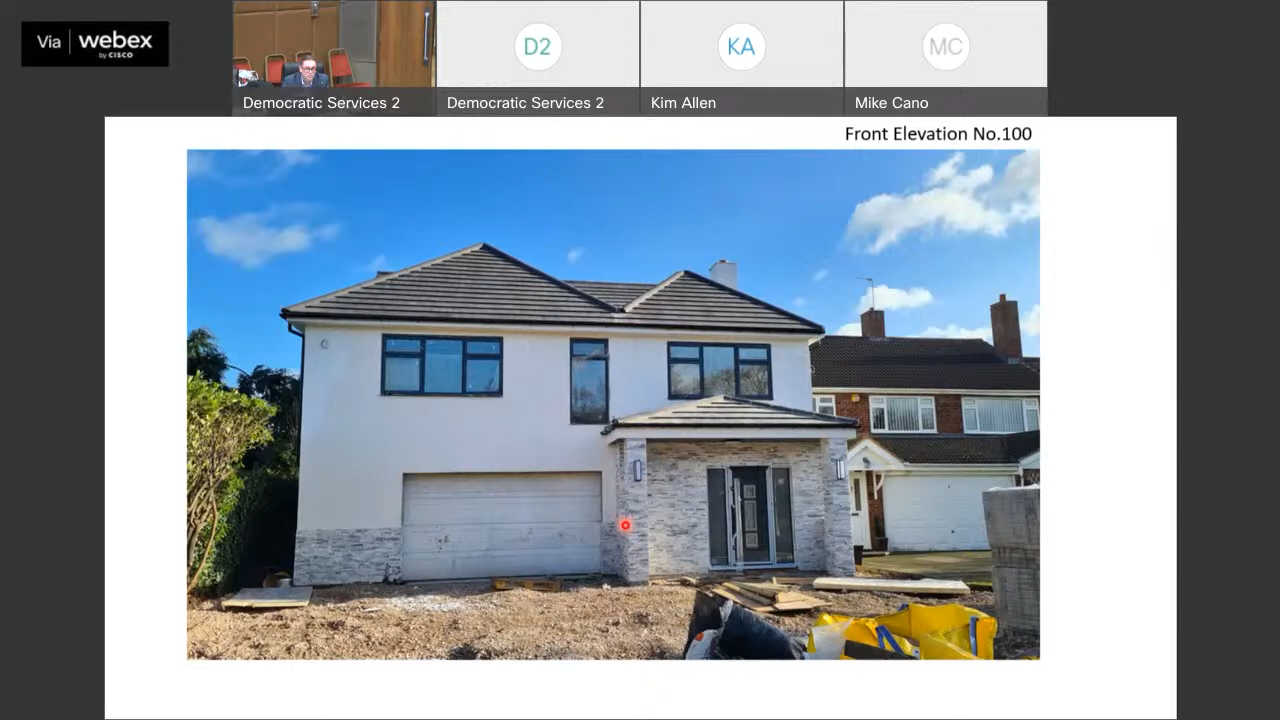 Via webex
by CISCO
D2
KA
MC
Democratic Services 2
Democratic Services 2
Kim Allen
Mike Cano
Front Elevation No.100